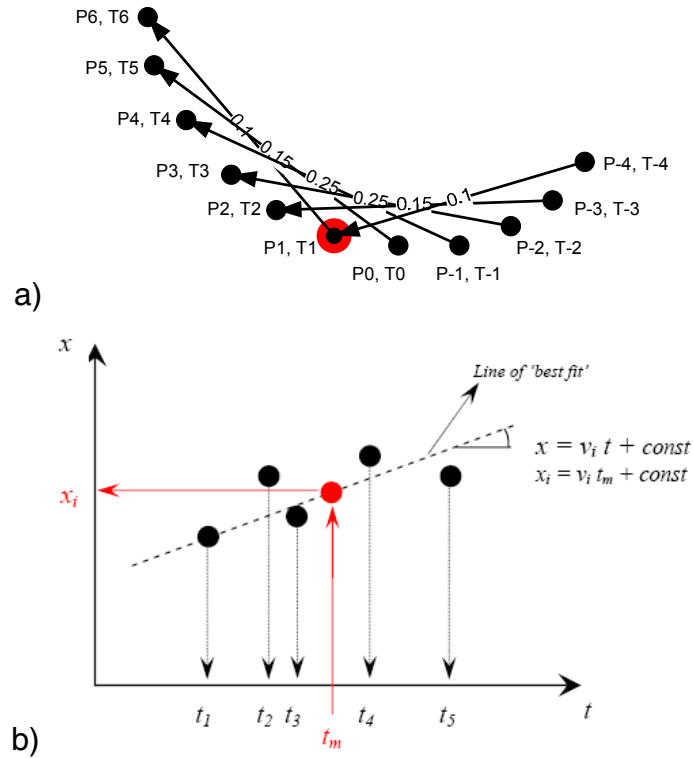 P6, T6
P5, T5
P4, T4
P3, T3
P2, T2
P1, T1
P0, T0
P-1, T-1
P-2, T-2
P-3, T-3
P-4, T-4
0.1
0.15
0.25
0.25
0.15
0.1
a)
x
Line of 'best fit'
x = vᵢ t + const
xᵢ = vᵢ tₘ + const
xᵢ
t₁ t₂ t₃ t₄ t₅ t
tₘ
b)